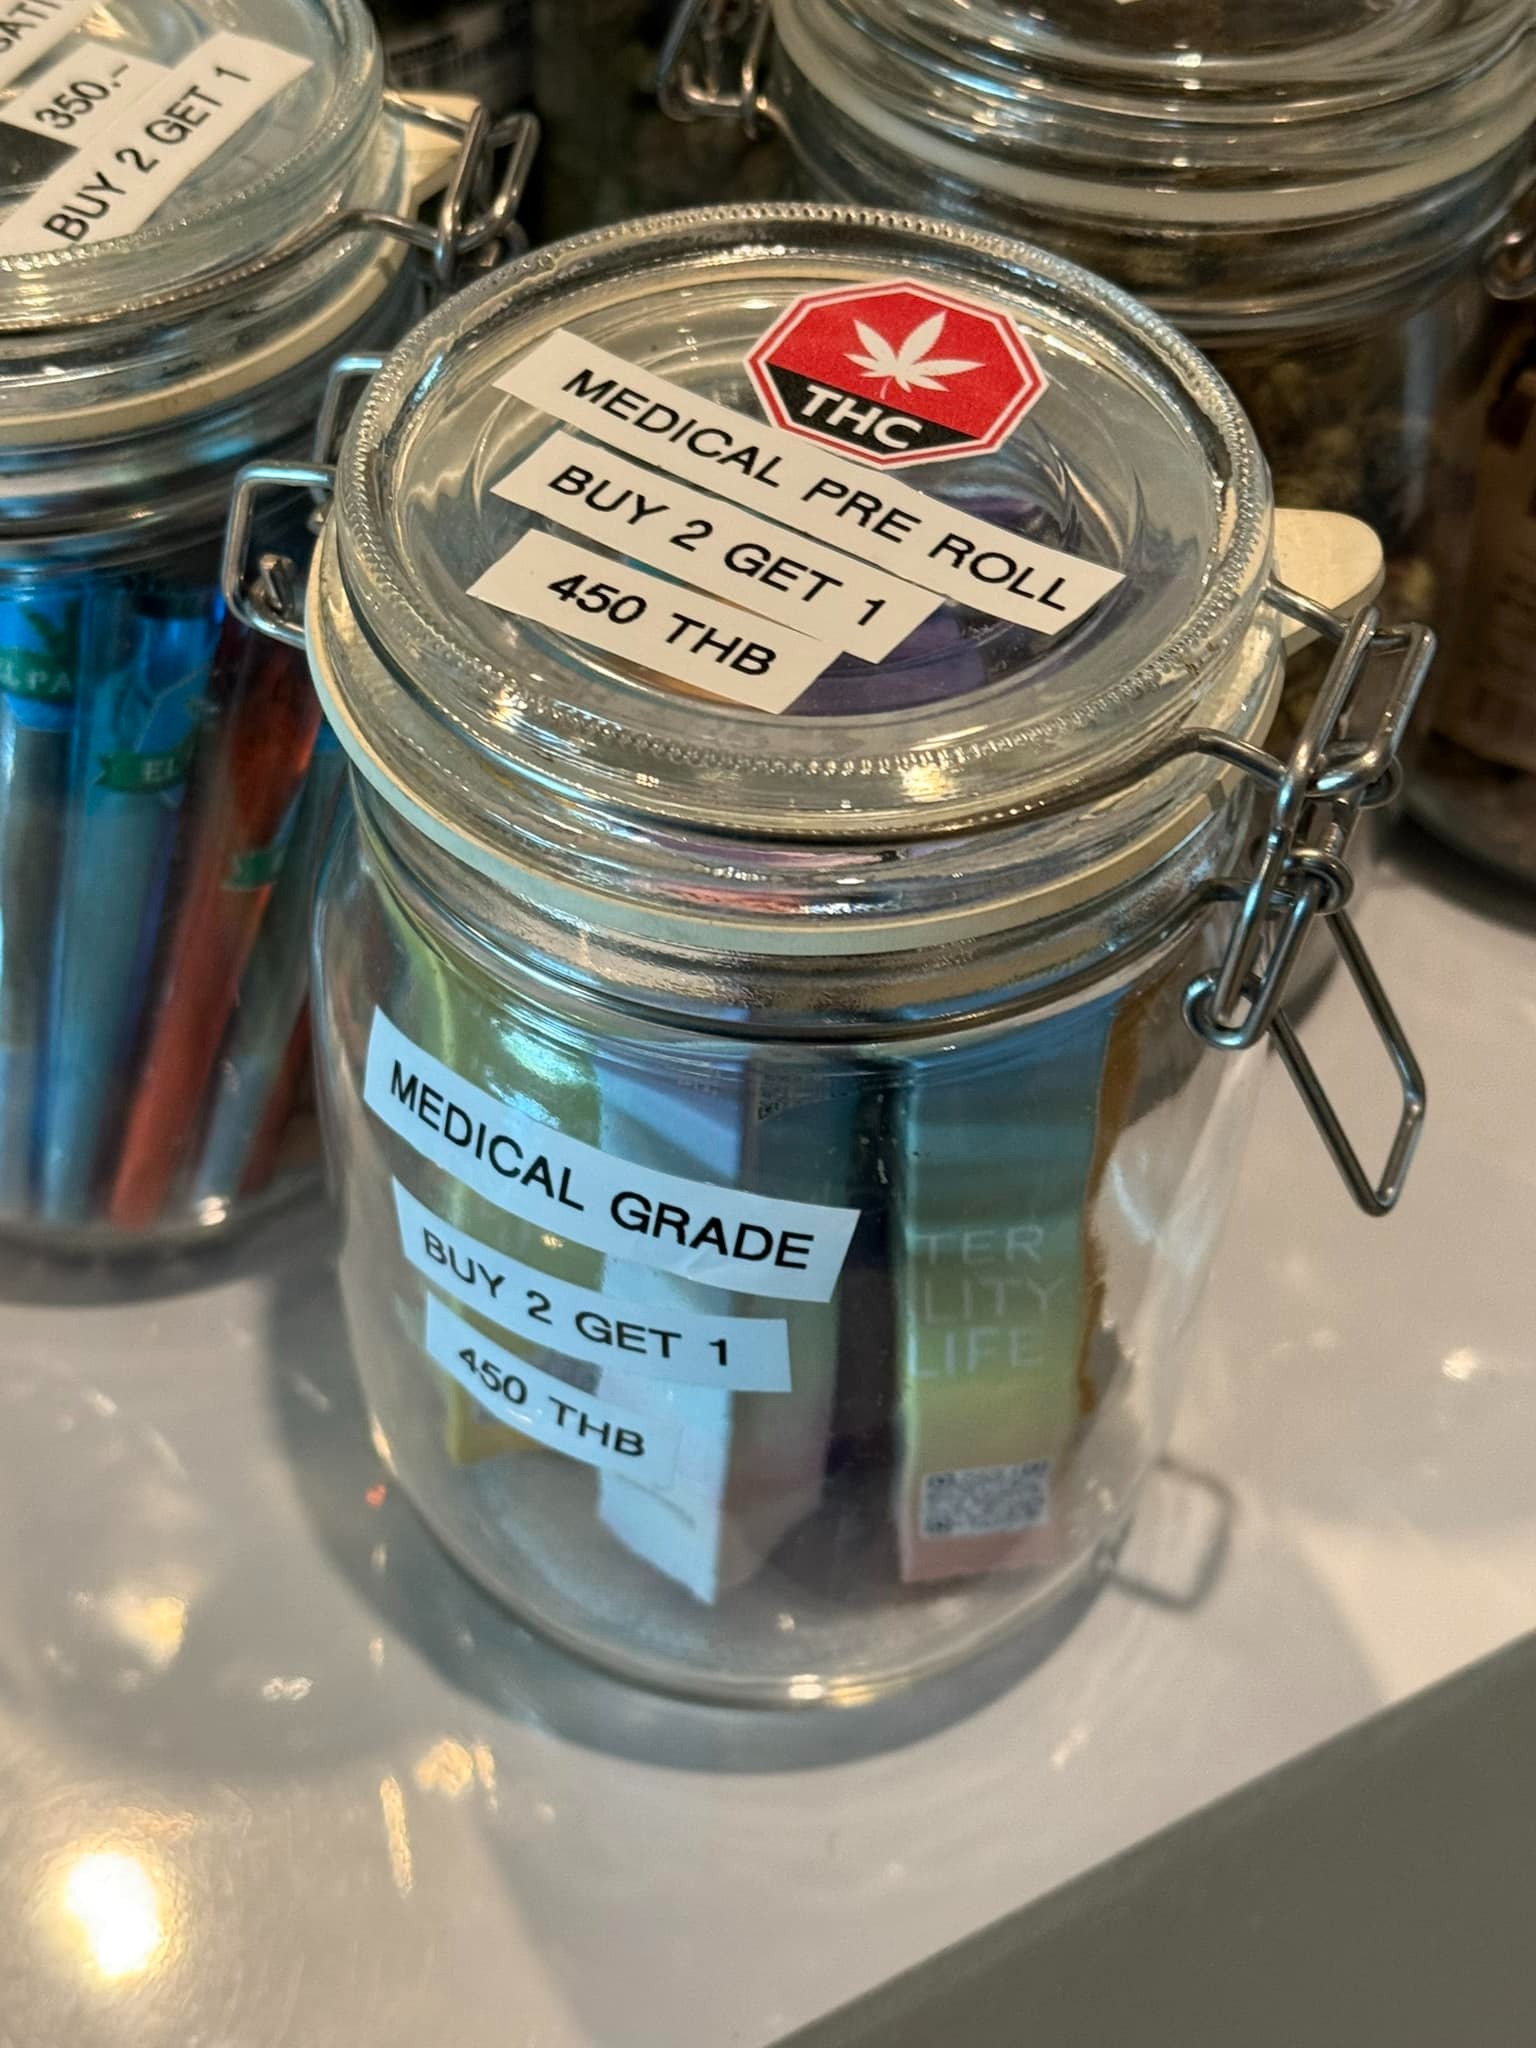 350.-
BUY 2 GET 1
THC
MEDICAL PRE ROLL
BUY 2 GET 1
450 THB
MEDICAL GRADE
BUY 2 GET 1
450 THB
LIFE